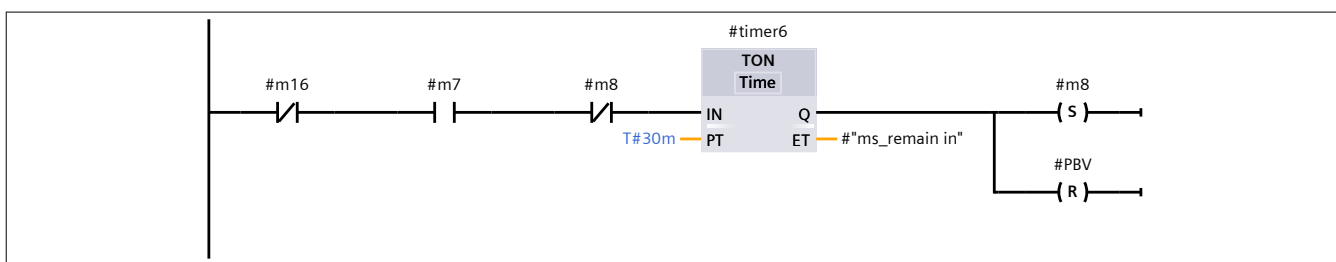 #timer6
TON
Time
#m16
#m7
#m8
#m8
IN
Q
S
T#30m
PT
ET
#"ms_remain in"
#PBV
R